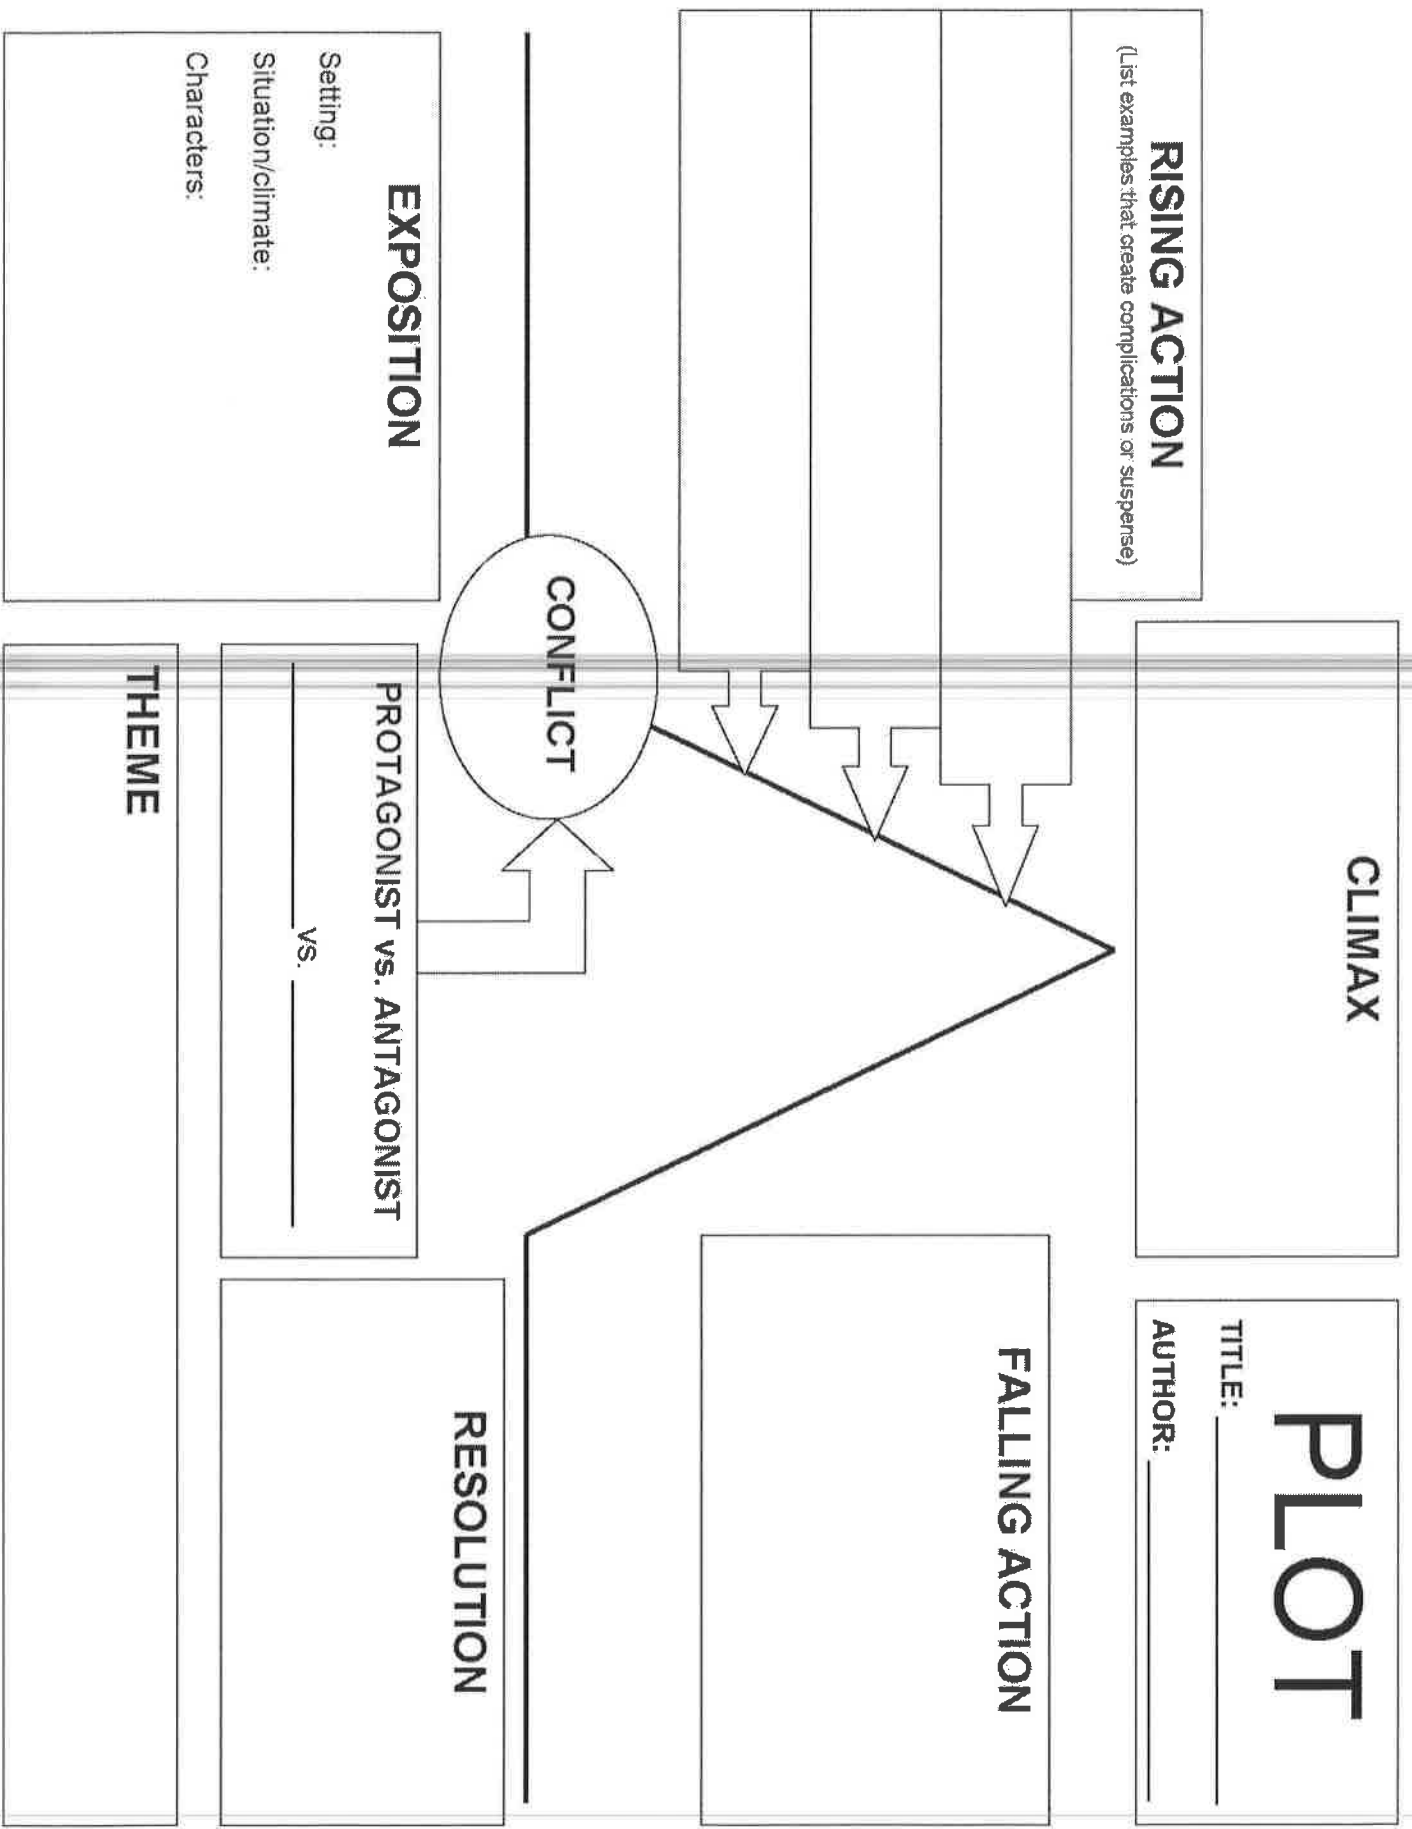 PLOT
TITLE:
AUTHOR:
CLIMAX
RISING ACTION
(List examples that create complications or suspense)
FALLING ACTION
CONFLICT
EXPOSITION
Setting:
Situation/climate:
Characters:
PROTAGONIST vs. ANTAGONIST
vs.
RESOLUTION
THEME